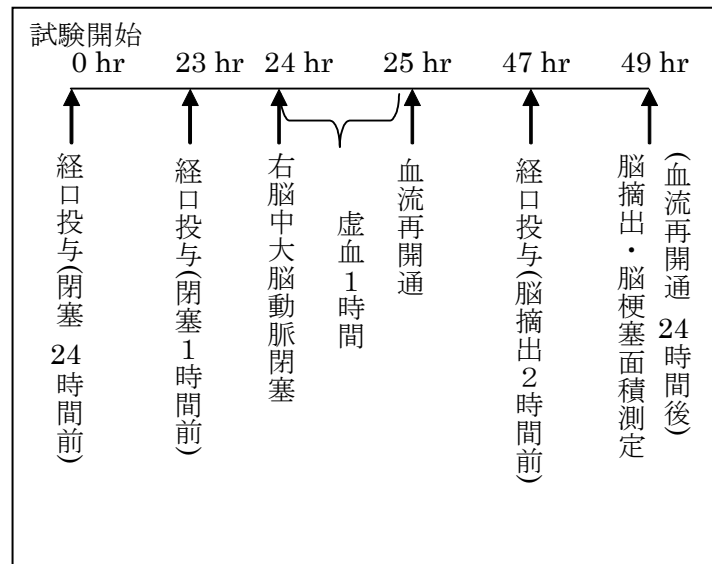 試験開始
0 hr
23 hr
24 hr
25 hr
47 hr
49 hr
経口投与(閉塞 24時間前)
経口投与(閉塞1時間前)
右脳中大脳動脈閉塞
虚血1時間
血流再開通
経口投与(脳摘出2時間前)
脳摘出・脳梗塞面積測定
(血流再開通 24時間後)